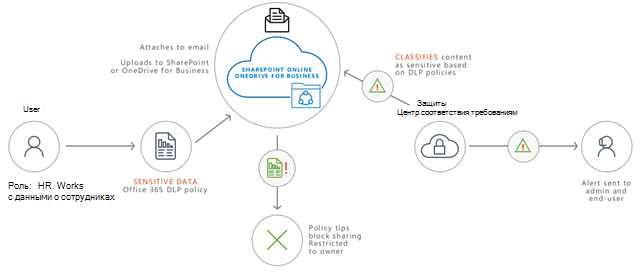 Attaches to email
Uploads to SharePoint
or OneDrive for Business
SHAREPOINT ONLINE
ONEDRIVE FOR BUSINESS
CLASSIFIES content
as sensitive based
on DLP policies
User
Защиты
Центр соответствия требованиям
SENSITIVE DATA
Office 365 DLP policy
Роль: HR. Works
с данными о сотрудниках
Alert sent to
admin and
end-user
Policy tips
block sharing
Restricted
to owner